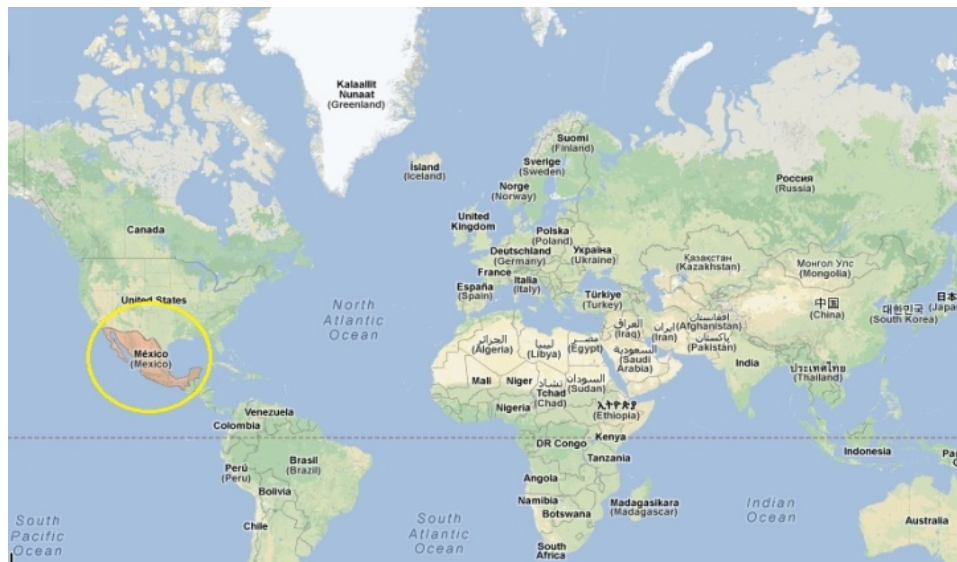 Kalaallit
Nunaat
(Greenland)
Ísland
(Iceland)
Suomi
(Finland)
Sverige
(Sweden)
Norge
(Norway)
Россия
(Russia)
Canada
United
Kingdom
Polska
(Poland)
Deutschland
(Germany)
Україна
(Ukraine)
France
Italia
(Italy)
España
(Spain)
Türkiye
(Turkey)
Қазақстан
(Kazakhstan)
Монгол Улс
(Mongolia)
中国
(China)
대한민국
(South Korea)
日本
(Japa
United States
North
Atlantic
Ocean
México
(Mexico)
الجزائر
(Algeria)
ليبيا
(Libya)
مصر
(Egypt)
العراق
(Iraq)
ایران
(Iran)
افغانستان
(Afghanistan)
پاکستان
(Pakistan)
السعودية
(Saudi
Arabia)
India
ประเทศไทย
(Thailand)
Mali
Niger
تشاد
Tchad
(Chad)
السودان
(Sudan)
Nigeria
ኢትዮጵያ
(Ethiopia)
Venezuela
Colombia
DR Congo
Kenya
Tanzania
Indonesia
Pa
Perú
(Peru)
Brasil
(Brazil)
Bolivia
Angola
Namibia
Botswana
Madagasikara
(Madagascar)
Chile
South
Pacific
Ocean
South
Atlantic
Ocean
Indian
Ocean
Australia
South
Africa